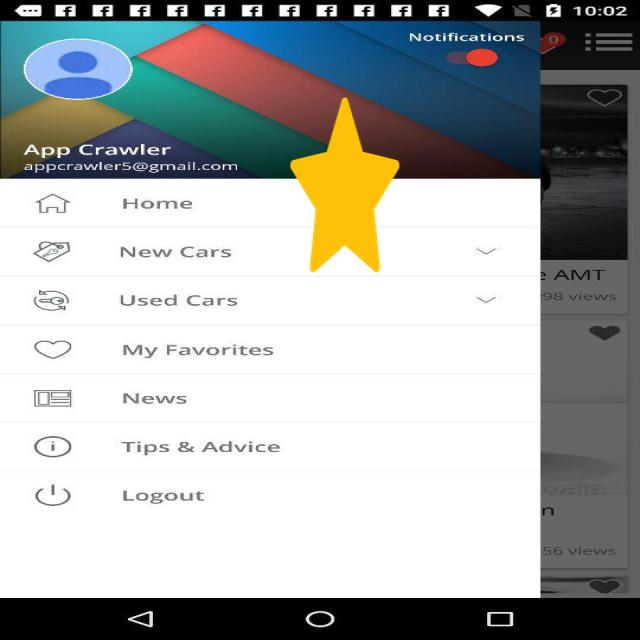 10:02
Notifications
0
App Crawler
appcrawler5@gmail.com
Home
New Cars
Used Cars
My Favorites
News
Tips & Advice
Logout
e AMT
98 views
n
56 views